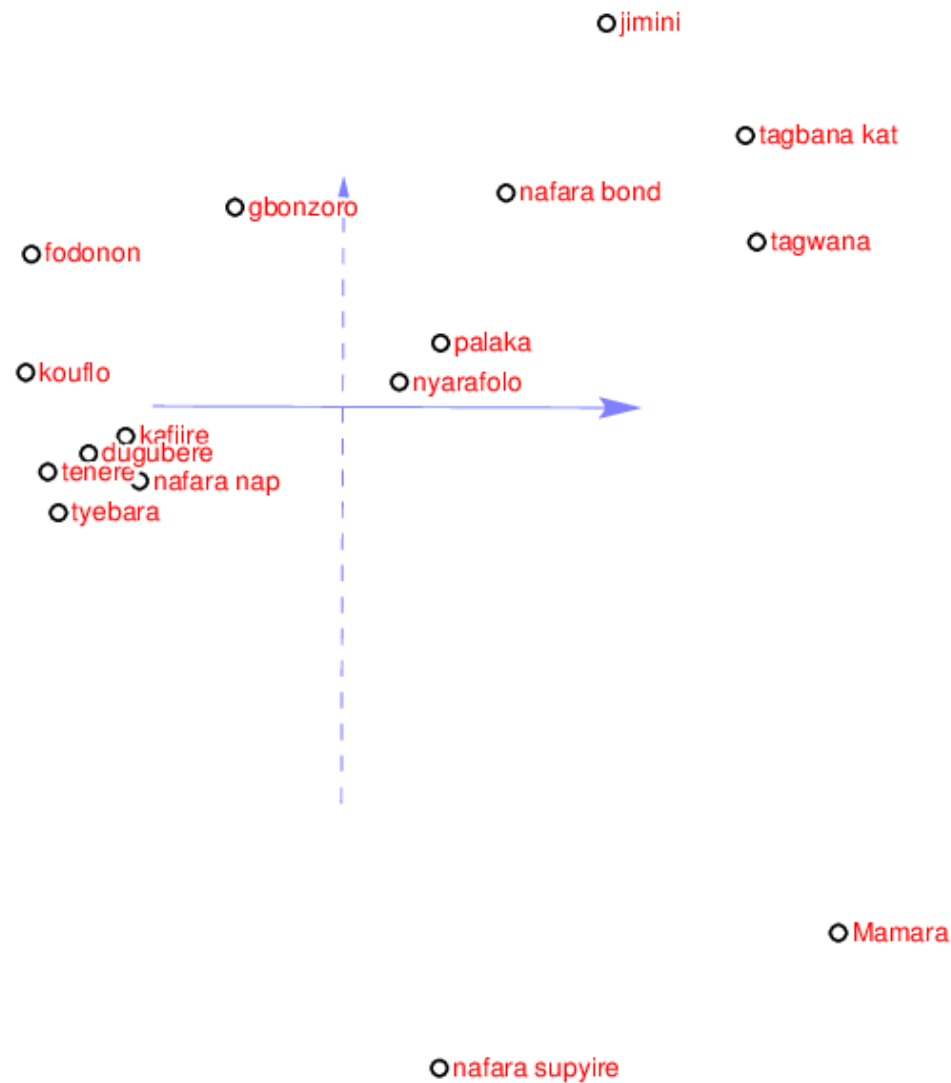 jimini
tagbana kat
nafara bond
gbonzoro
tagwana
fodonon
palaka
kouflo
nyarafolo
kafiire
dugubere
tenere
nafara nap
tyebara
Mamara
nafara supyire